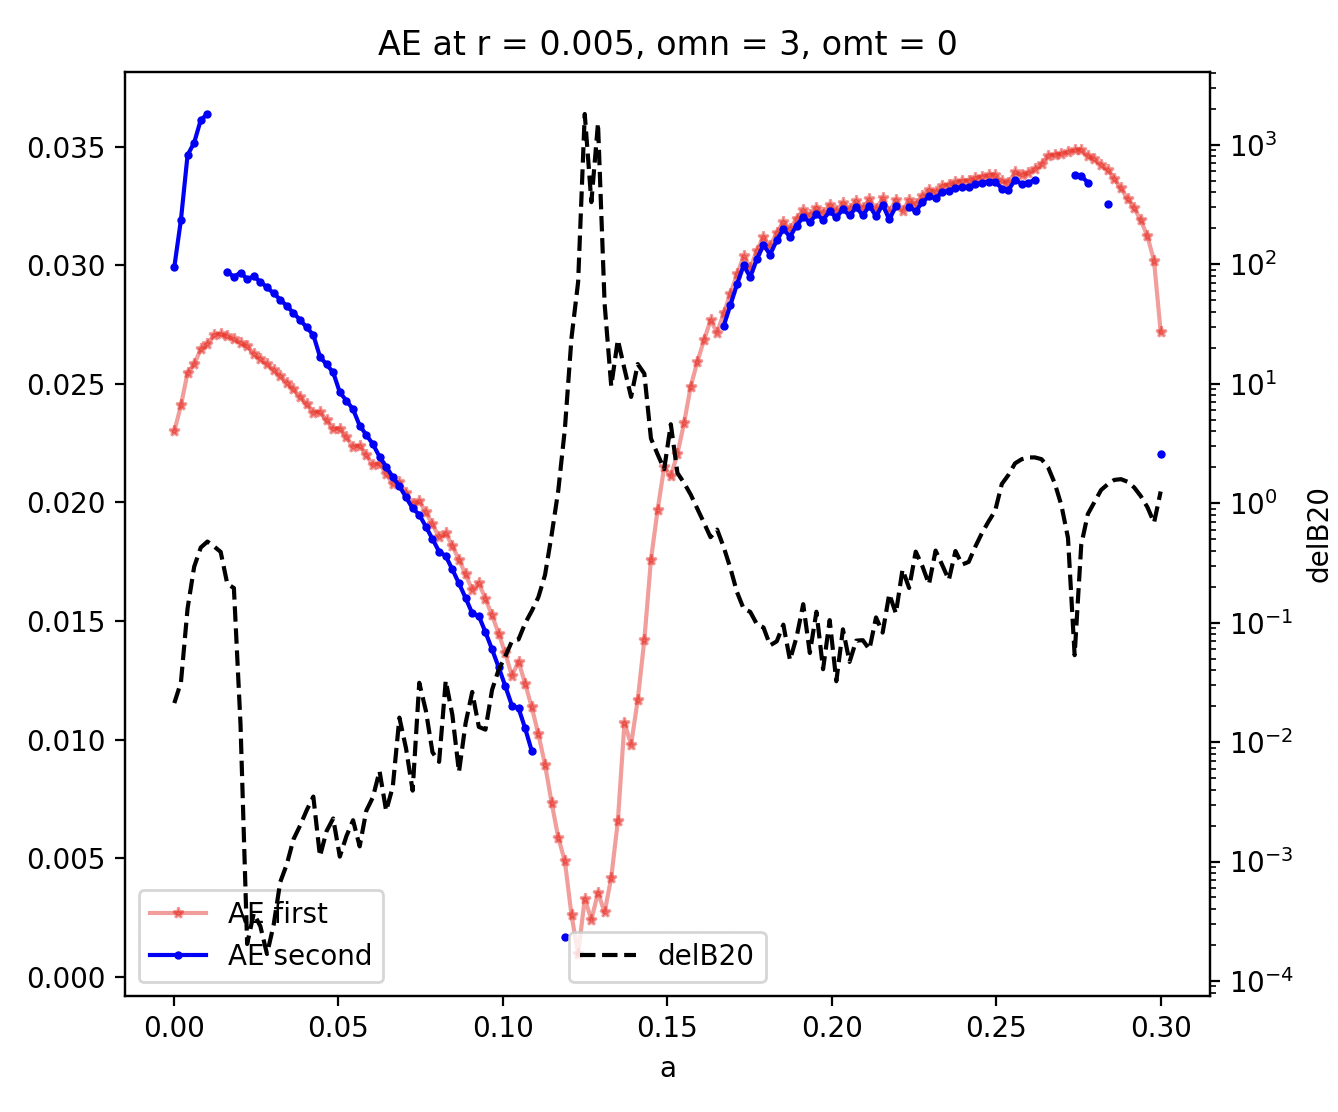 AE at r = 0.005, omn = 3, omt = 0
0.035
0.030
0.025
0.020
0.015
0.010
0.005
0.000
10³
10²
10¹
10⁰
10⁻¹
10⁻²
10⁻³
10⁻⁴
delB20
AE first
AE second
delB20
0.00 0.05 0.10 0.15 0.20 0.25 0.30
a